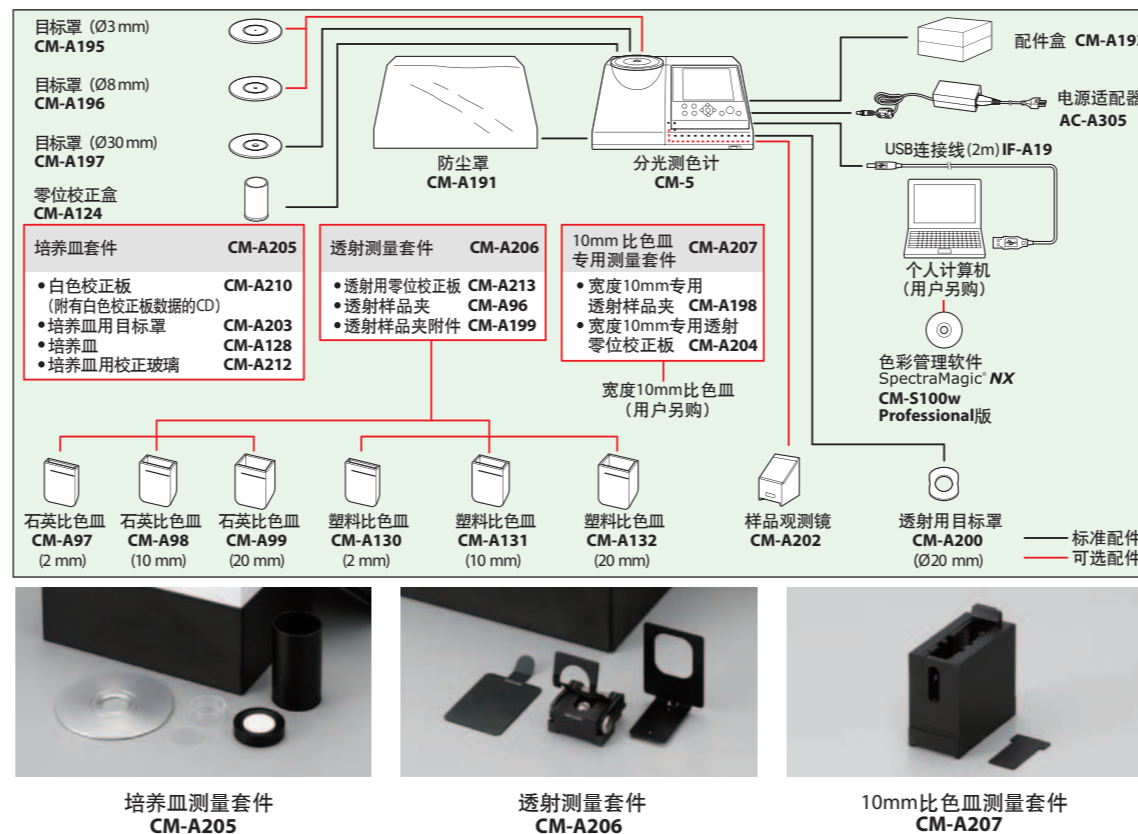 目标罩 (Ø3 mm)
CM-A195
目标罩 (Ø8mm)
CM-A196
目标罩 (Ø30 mm)
CM-A197
零位校正盒
CM-A124
防尘罩
CM-A191
分光测色计
CM-5
配件盒 CM-A193
电源适配器
AC-A305
USB连接线(2m) IF-A19
个人计算机
(用户另购)
色彩管理软件
SpectraMagic® NX
CM-S100w
Professional版
培养皿套件 CM-A205
•白色校正板 CM-A210
(附有白色校正板数据的CD)
•培养皿用目标罩 CM-A203
•培养皿 CM-A128
•培养皿用校正玻璃 CM-A212
透射测量套件 CM-A206
•透射用零位校正板 CM-A213
•透射样品夹 CM-A96
•透射样品夹附件 CM-A199
10mm 比色皿 CM-A207
专用测量套件
• 宽度10mm专用
透射样品夹 CM-A198
• 宽度10mm专用透射
零位校正板 CM-A204
宽度10mm比色皿
(用户另购)
石英比色皿
CM-A97
(2 mm)
石英比色皿
CM-A98
(10 mm)
石英比色皿
CM-A99
(20 mm)
塑料比色皿
CM-A130
(2 mm)
塑料比色皿
CM-A131
(10 mm)
塑料比色皿
CM-A132
(20 mm)
样品观测镜
CM-A202
透射用目标罩
CM-A200
(Ø20 mm)
标准配件
可选配件
培养皿测量套件
CM-A205
透射测量套件
CM-A206
10mm比色皿测量套件
CM-A207